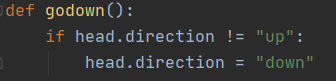 def godown():
    if head.direction != "up":
        head.direction = "down"